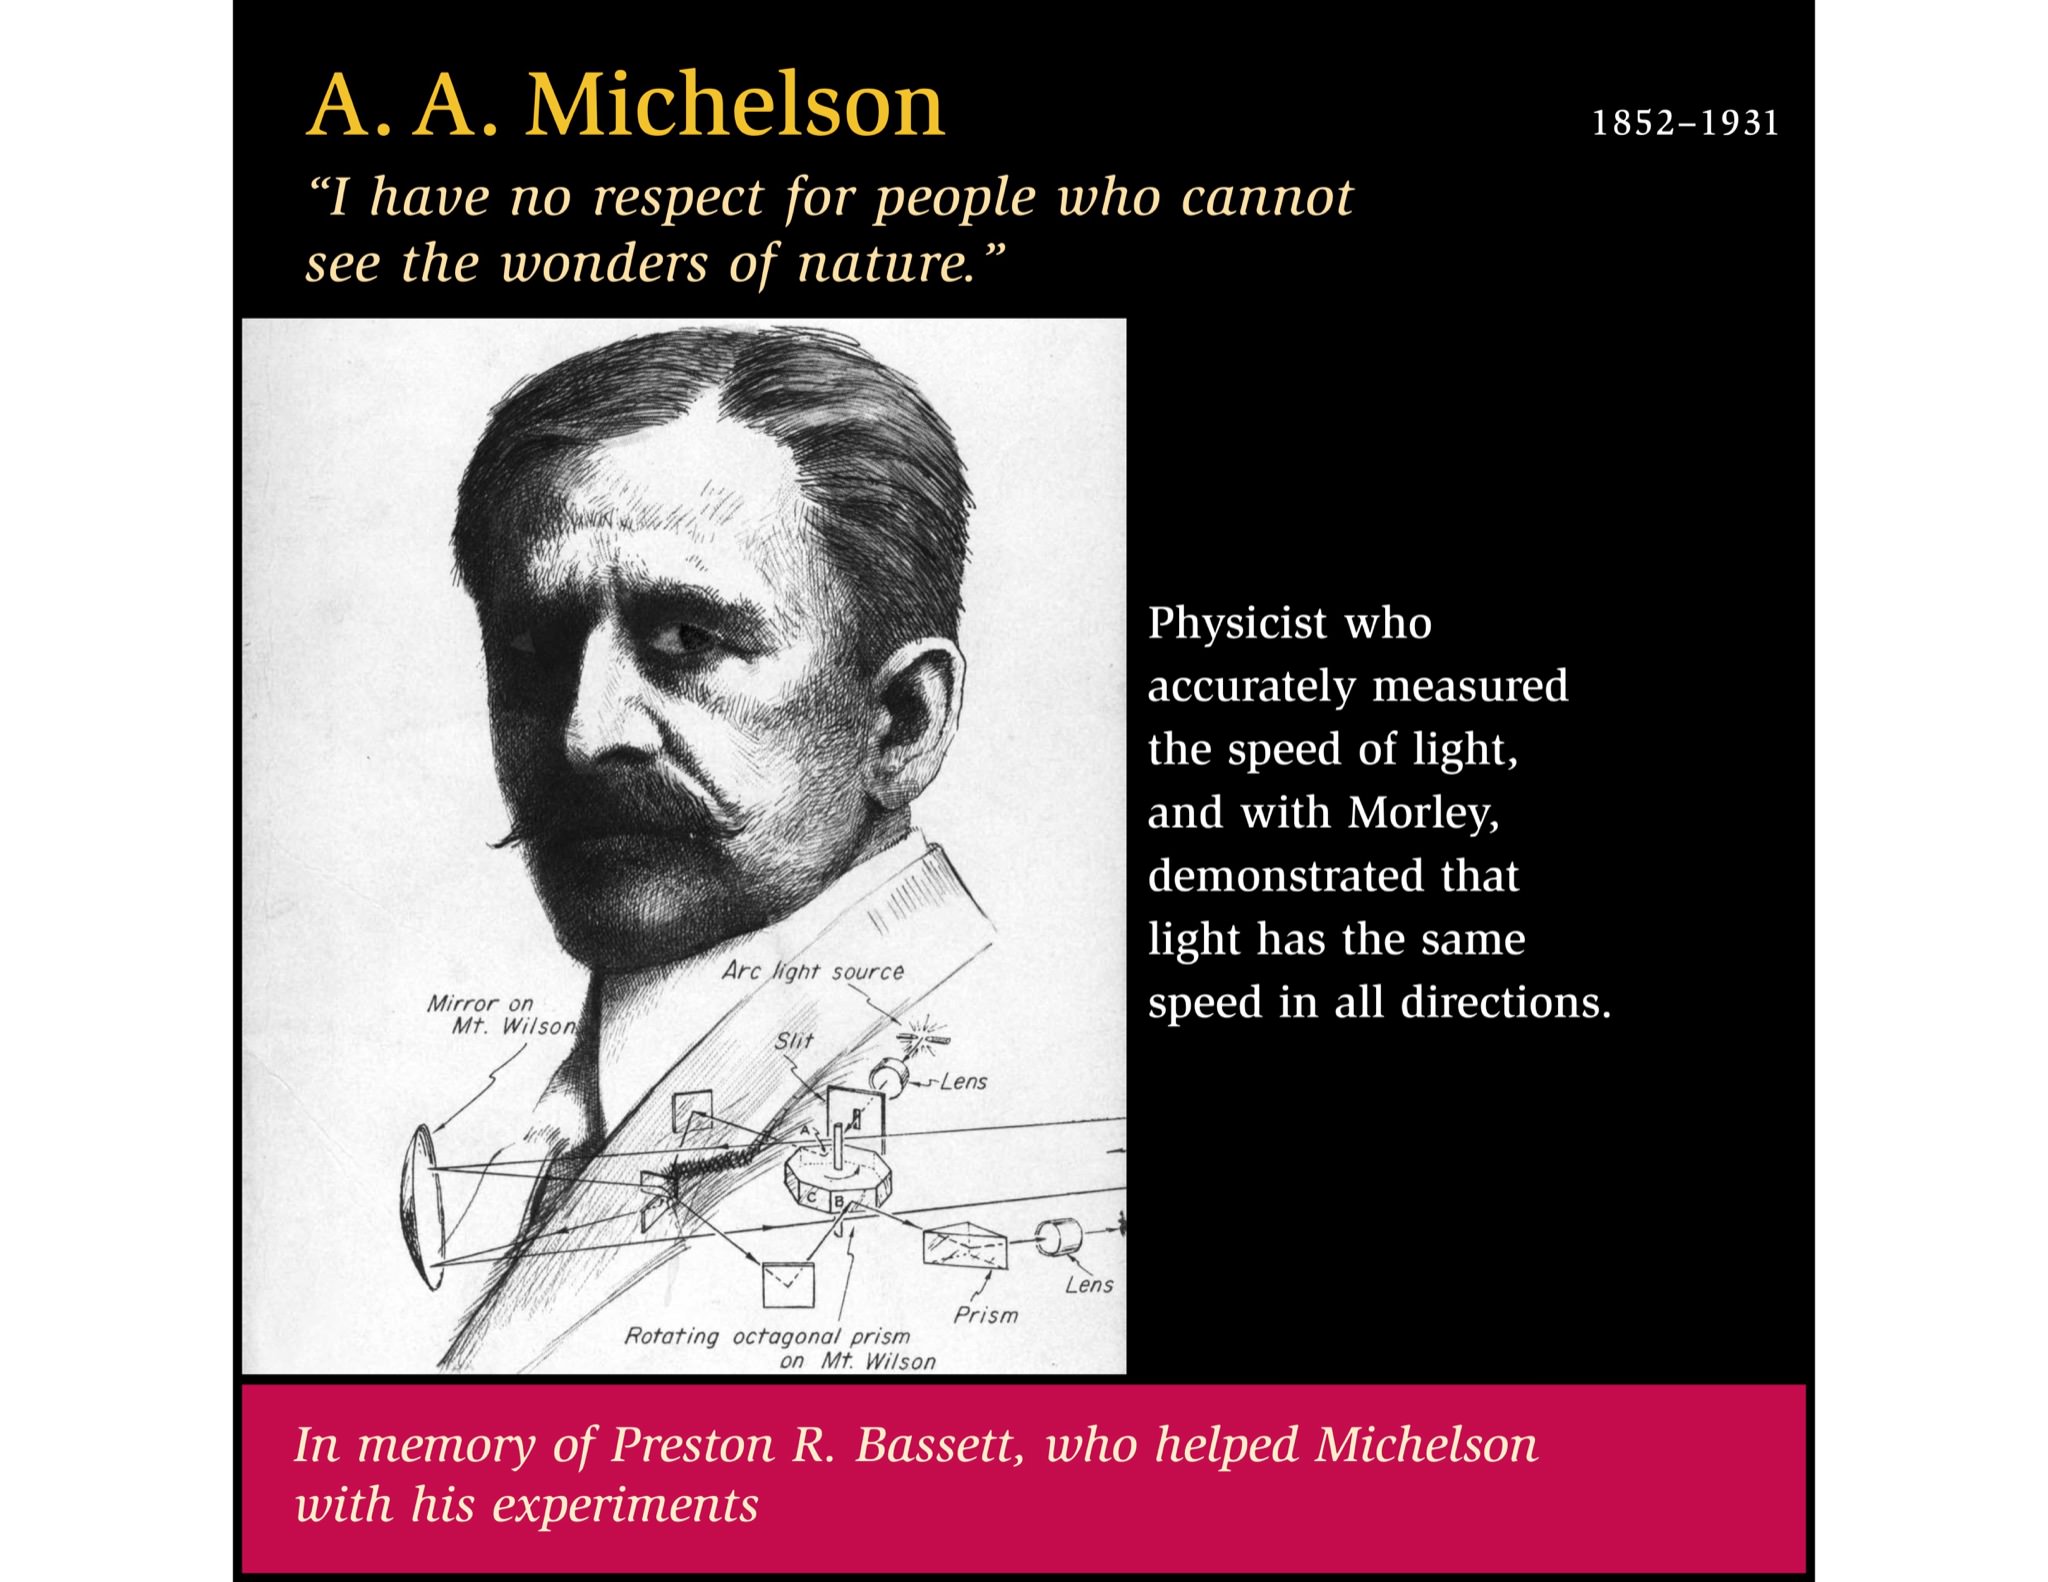 A. A. Michelson
1852–1931
“I have no respect for people who cannot
see the wonders of nature.”
Physicist who
accurately measured
the speed of light,
and with Morley,
demonstrated that
light has the same
speed in all directions.
Arc light source
Mirror on
Mt. Wilson
Slit
Lens
A
C
B
Lens
Prism
Rotating octagonal prism
on Mt. Wilson
In memory of Preston R. Bassett, who helped Michelson
with his experiments